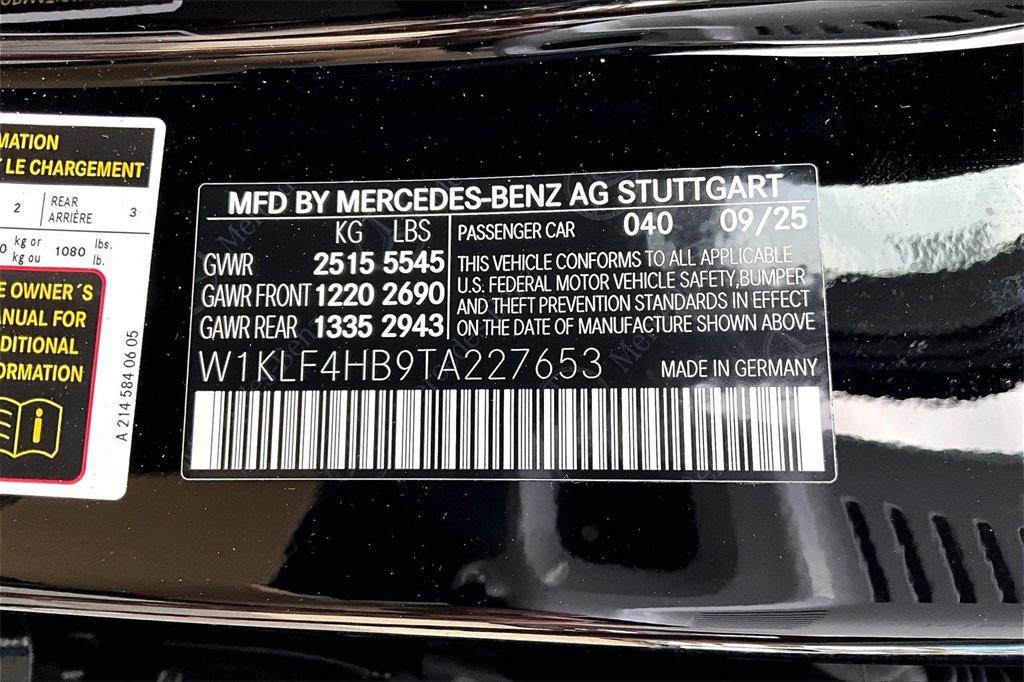 MATION
LE CHARGEMENT
2 REAR ARRIÈRE 3
kg or kg ou 1080 lbs. lb.
E OWNER´S
ANUAL FOR
DITIONAL
FORMATION
i
A 214 584 06 05
MFD BY MERCEDES-BENZ AG STUTTGART
KG LBS
GVWR 2515 5545
GAWR FRONT 1220 2690
GAWR REAR 1335 2943
PASSENGER CAR 040 09/25
THIS VEHICLE CONFORMS TO ALL APPLICABLE
U.S. FEDERAL MOTOR VEHICLE SAFETY,BUMPER
AND THEFT PREVENTION STANDARDS IN EFFECT
ON THE DATE OF MANUFACTURE SHOWN ABOVE
W1KLF4HB9TA227653 MADE IN GERMANY